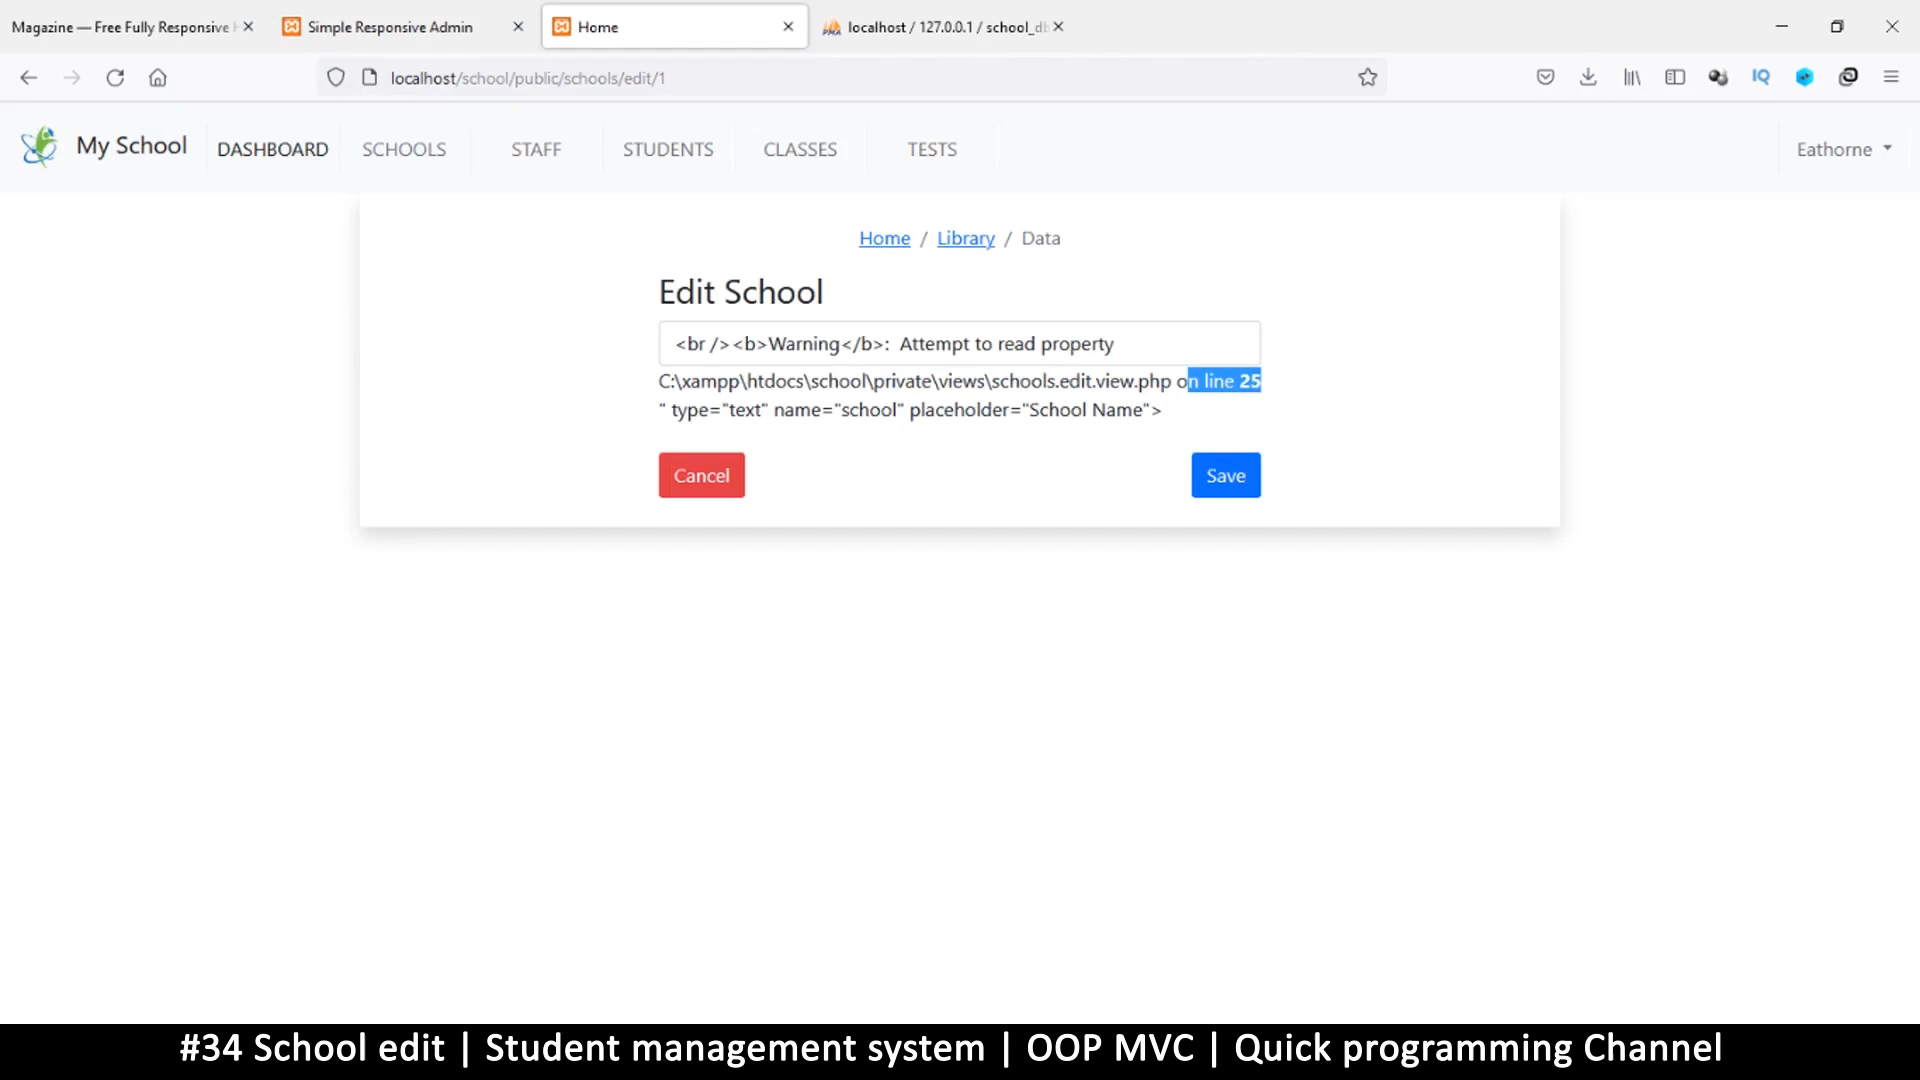 Magazine — Free Fully Responsive
Simple Responsive Admin
Home
localhost / 127.0.0.1 / school_db
localhost/school/public/schools/edit/1
IQ
My School
DASHBOARD
SCHOOLS
STAFF
STUDENTS
CLASSES
TESTS
Eathorne
Home / Library / Data
Edit School
<br /><b>Warning</b>:  Attempt to read property
C:\xampp\htdocs\school\private\views\schools.edit.view.php on line 25
" type="text" name="school" placeholder="School Name">
Cancel
Save
#34 School edit | Student management system | OOP MVC | Quick programming Channel